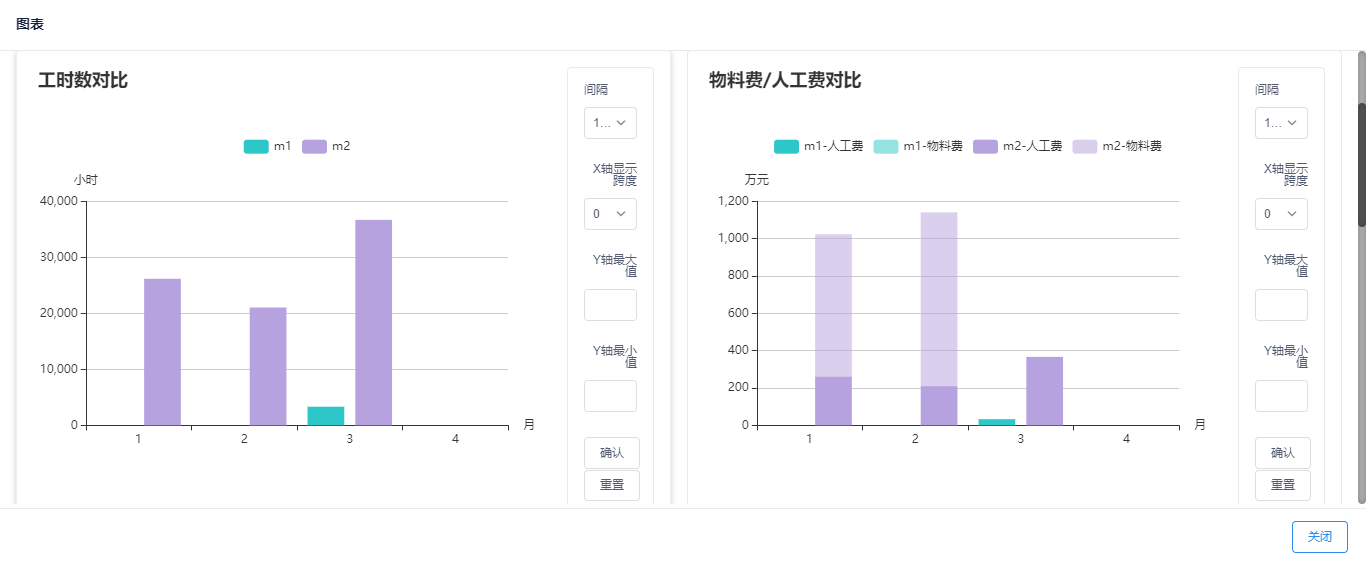 图表
工时数对比
m1
m2
小时
40,000
30,000
20,000
10,000
0
1
2
3
4
月
间隔
1...
X轴显示
跨度
0
Y轴最大
值
Y轴最小
值
确认
重置
物料费/人工费对比
m1-人工费
m1-物料费
m2-人工费
m2-物料费
万元
1,200
1,000
800
600
400
200
0
1
2
3
4
月
间隔
1...
X轴显示
跨度
0
Y轴最大
值
Y轴最小
值
确认
重置
关闭